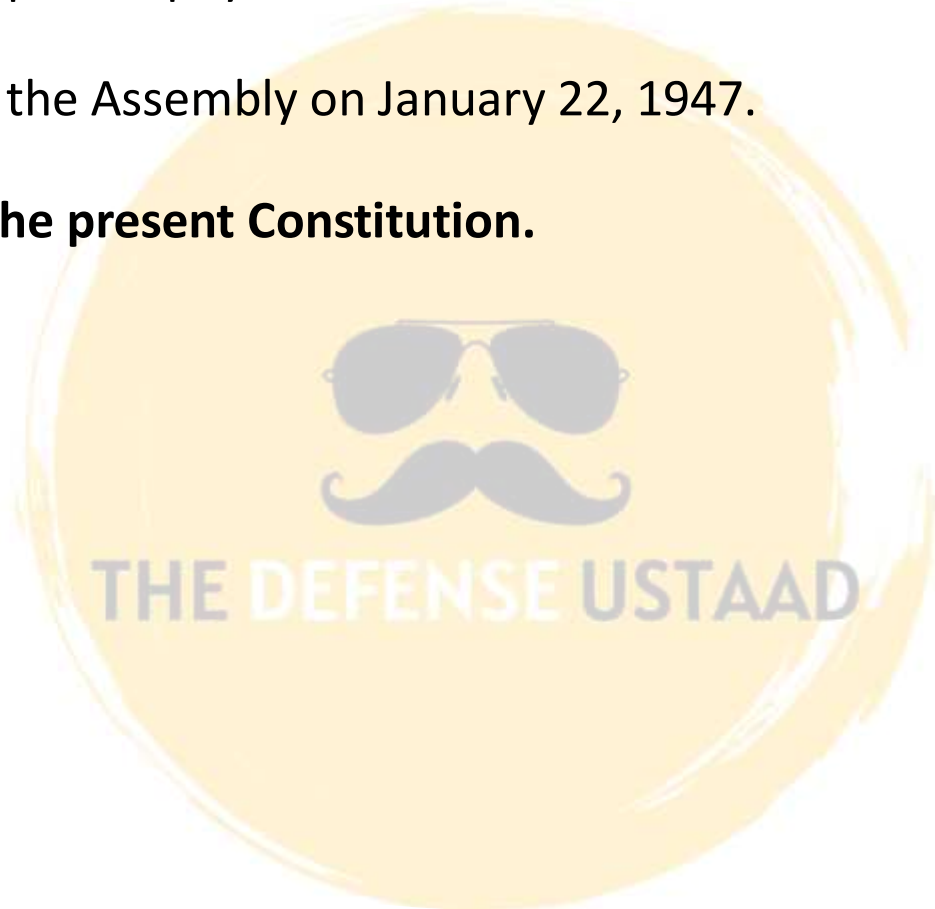 the Assembly on January 22, 1947.
he present Constitution.
THE DEFENSE USTAAD